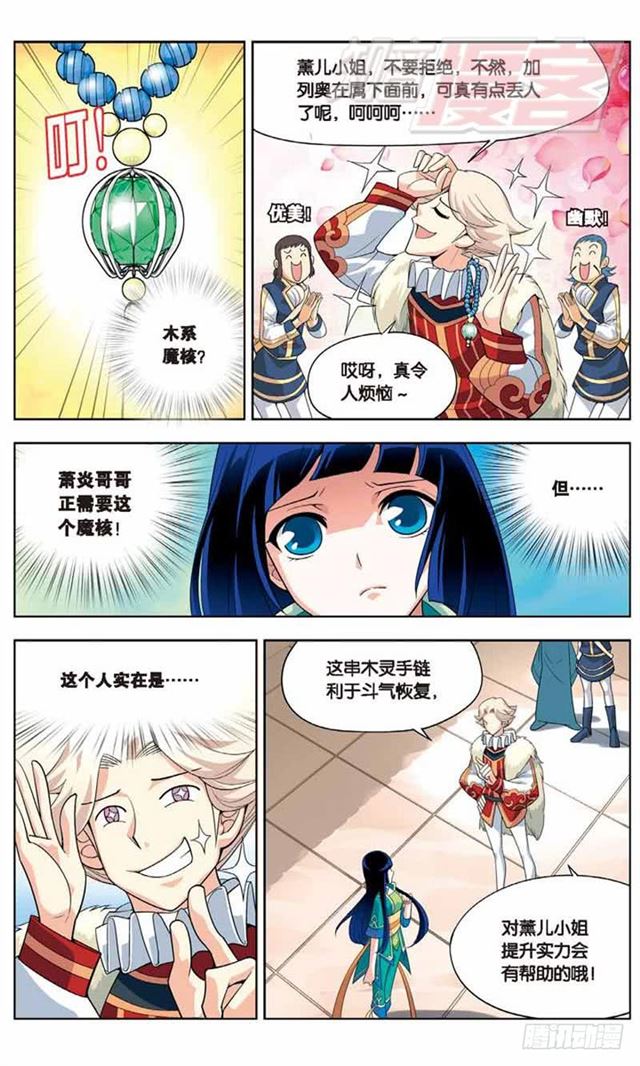 叮！
木系
魔核？
知音漫客
薰儿小姐，不要拒绝，不然，加
列奥在属下面前，可真有点丢人
了呢，呵呵呵……
优美！
幽默！
哎呀，真令
人烦恼～
萧炎哥哥
正需要这
个魔核！
但……
这个人实在是……
这串木灵手链
利于斗气恢复，
对薰儿小姐
提升实力会
有帮助的哦！
腾讯动漫